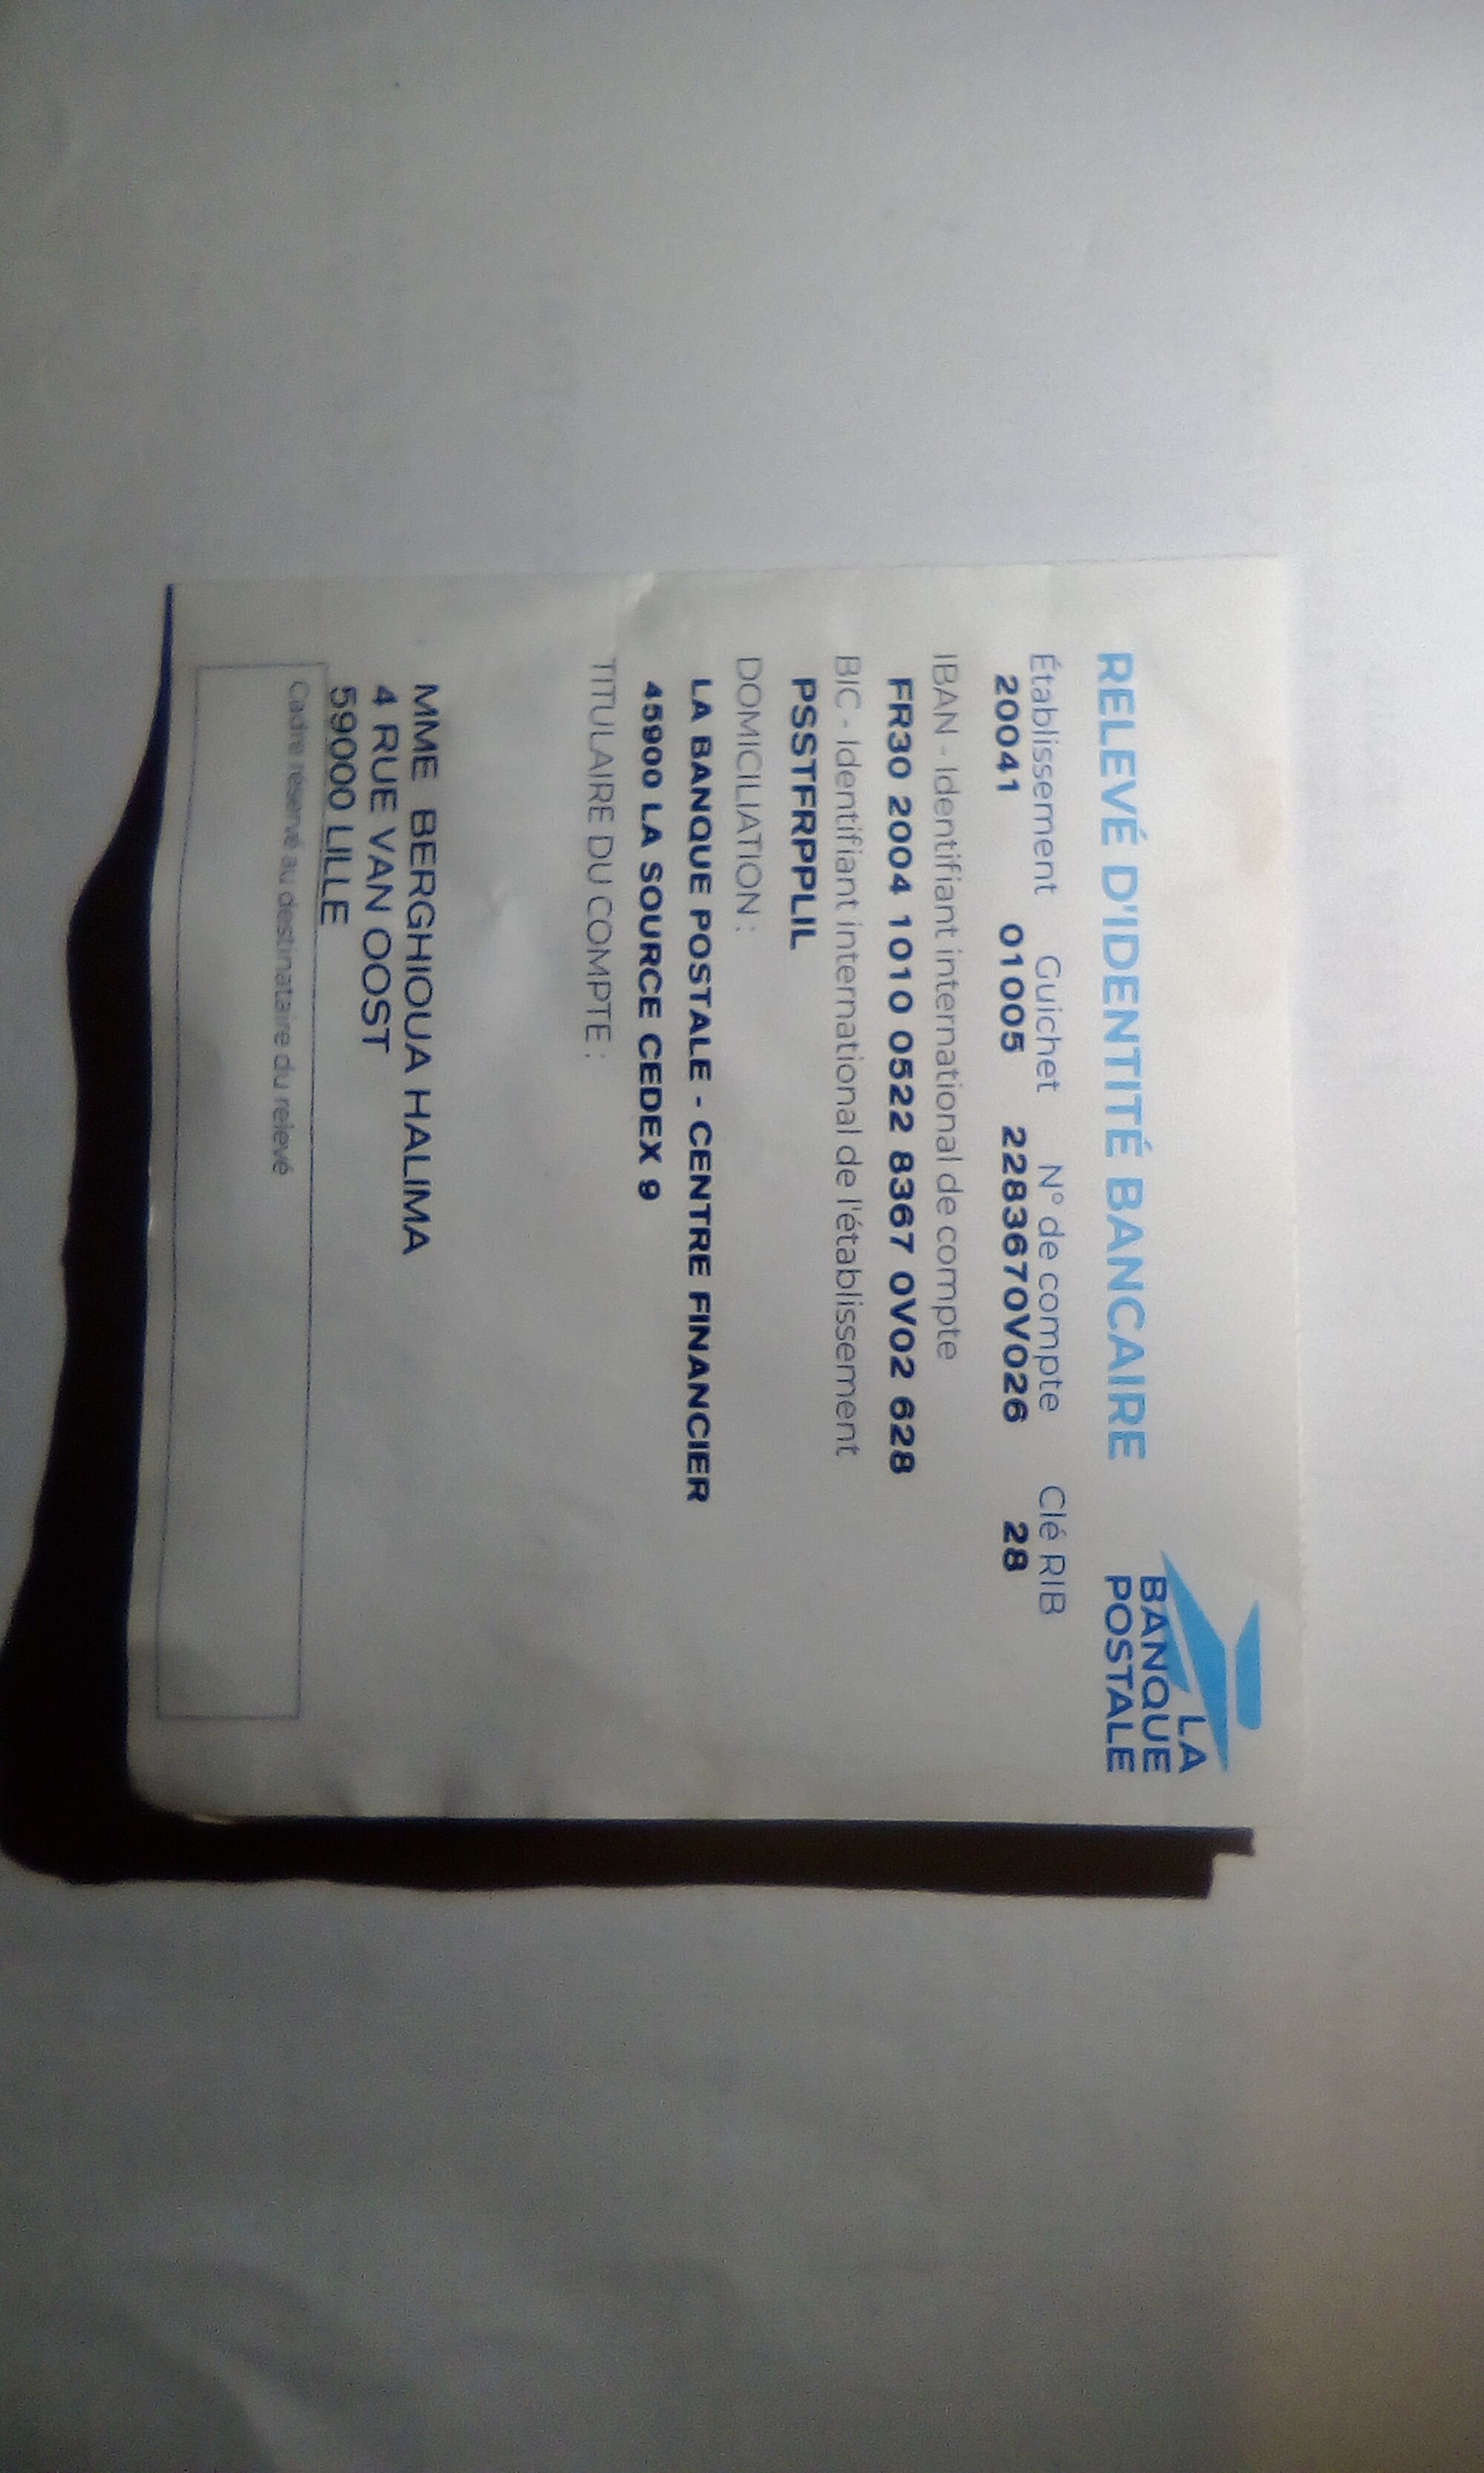 RELEVÉ D'IDENTITÉ BANCAIRE
LA
BANQUE
POSTALE
Établissement Guichet N° de compte Clé RIB
20041 01005 2283670V026 28
IBAN - Identifiant international de compte
FR30 2004 1010 0522 8367 0V02 628
BIC - Identifiant international de l'établissement
PSSTFRPPLIL
DOMICILIATION :
LA BANQUE POSTALE - CENTRE FINANCIER
45900 LA SOURCE CEDEX 9
TITULAIRE DU COMPTE :
MME BERGHIOUA HALIMA
4 RUE VAN OOST
59000 LILLE
Cadre réservé au destinataire du relevé